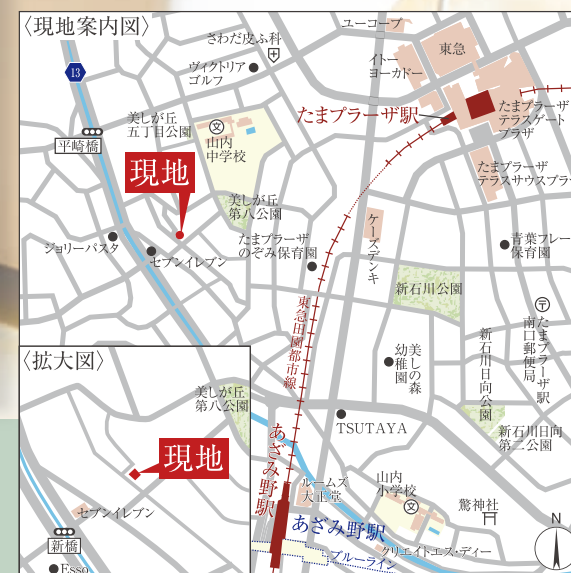 〈現地案内図〉
ユーコープ
さわだ皮ふ科
ヴィクトリア
ゴルフ
イトー
ヨーカドー
東急
13
たまプラーザ駅
たまプラーザ
テラスゲート
プラザ
美しが丘
五丁目公園
文
山内
中学校
平崎橋
現地
たまプラーザ
テラスサウスプラ
美しが丘
第八公園
ケーズデンキ
ジョリーパスタ
セブンイレブン
たまプラーザ
のぞみ保育園
青葉フレー
保育園
新石川公園
東急田園都市線
たまプラーザ駅
南口郵便局
美しの森
幼稚園
新石川日向
公園
新石川日向
第二公園
TSUTAYA
〈拡大図〉
美しが丘
第八公園
現地
セブンイレブン
新橋
Esso
あざみ野駅
ルームズ
大正堂
山内
小学校
文
驚神社
あざみ野駅
ブルーライン
クリエイトエス・ディー
N